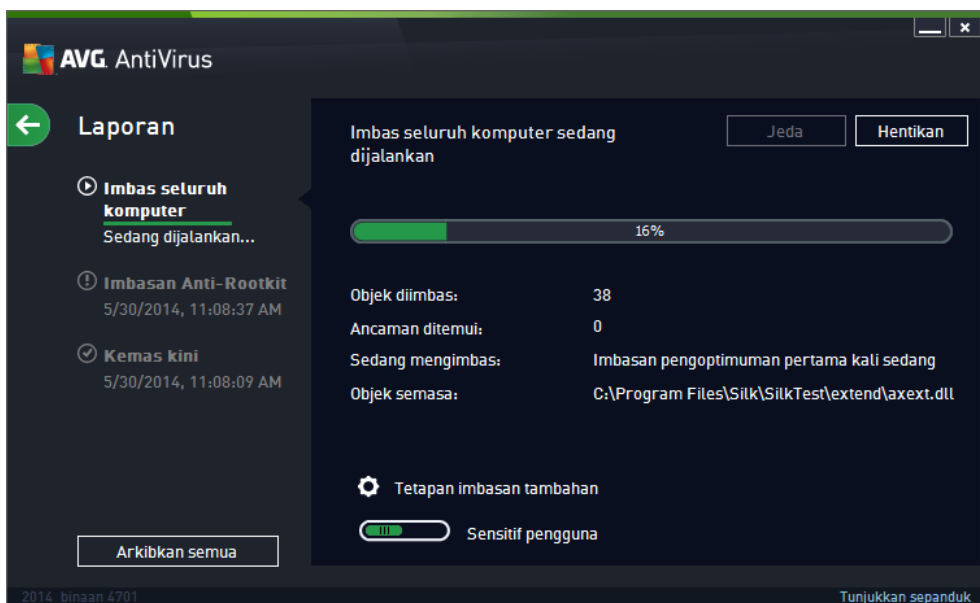 AVG. AntiVirus
Laporan
Imbas seluruh
komputer
Sedang dijalankan...
Imbasan Anti-Rootkit
5/30/2014, 11:08:37 AM
Kemas kini
5/30/2014, 11:08:09 AM
Arkibkan semua
Imbas seluruh komputer sedang
dijalankan
Jeda
Hentikan
16%
Objek diimbas: 38
Ancaman ditemui: 0
Sedang mengimbas: Imbasan pengoptimuman pertama kali sedang
Objek semasa: C:\Program Files\Silk\SilkTest\extend\axext.dll
Tetapan imbasan tambahan
Sensitif pengguna
2014 binaan 4701
Tunjukkan sepanduk